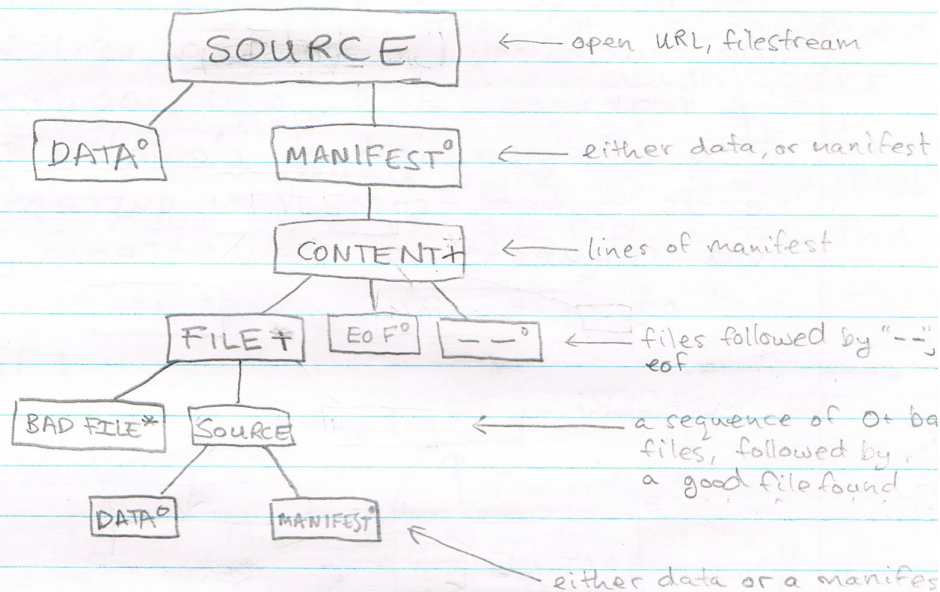 SOURCE ← open URL, filestream
DATA° MANIFEST° ← either data, or manifest
CONTENT+ ← lines of manifest
FILE+ EOF° --° ← files followed by "--",
eof
BAD FILE* SOURCE ← a sequence of 0+ ba
files, followed by
a good file found
DATA° MANIFEST°
either data or a manifes